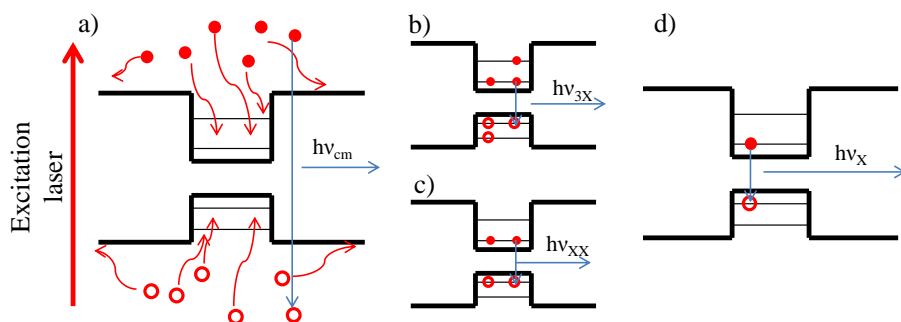 a)
b)
d)
Excitation
laser
hν3X
hνcm
hνX
c)
hνXX